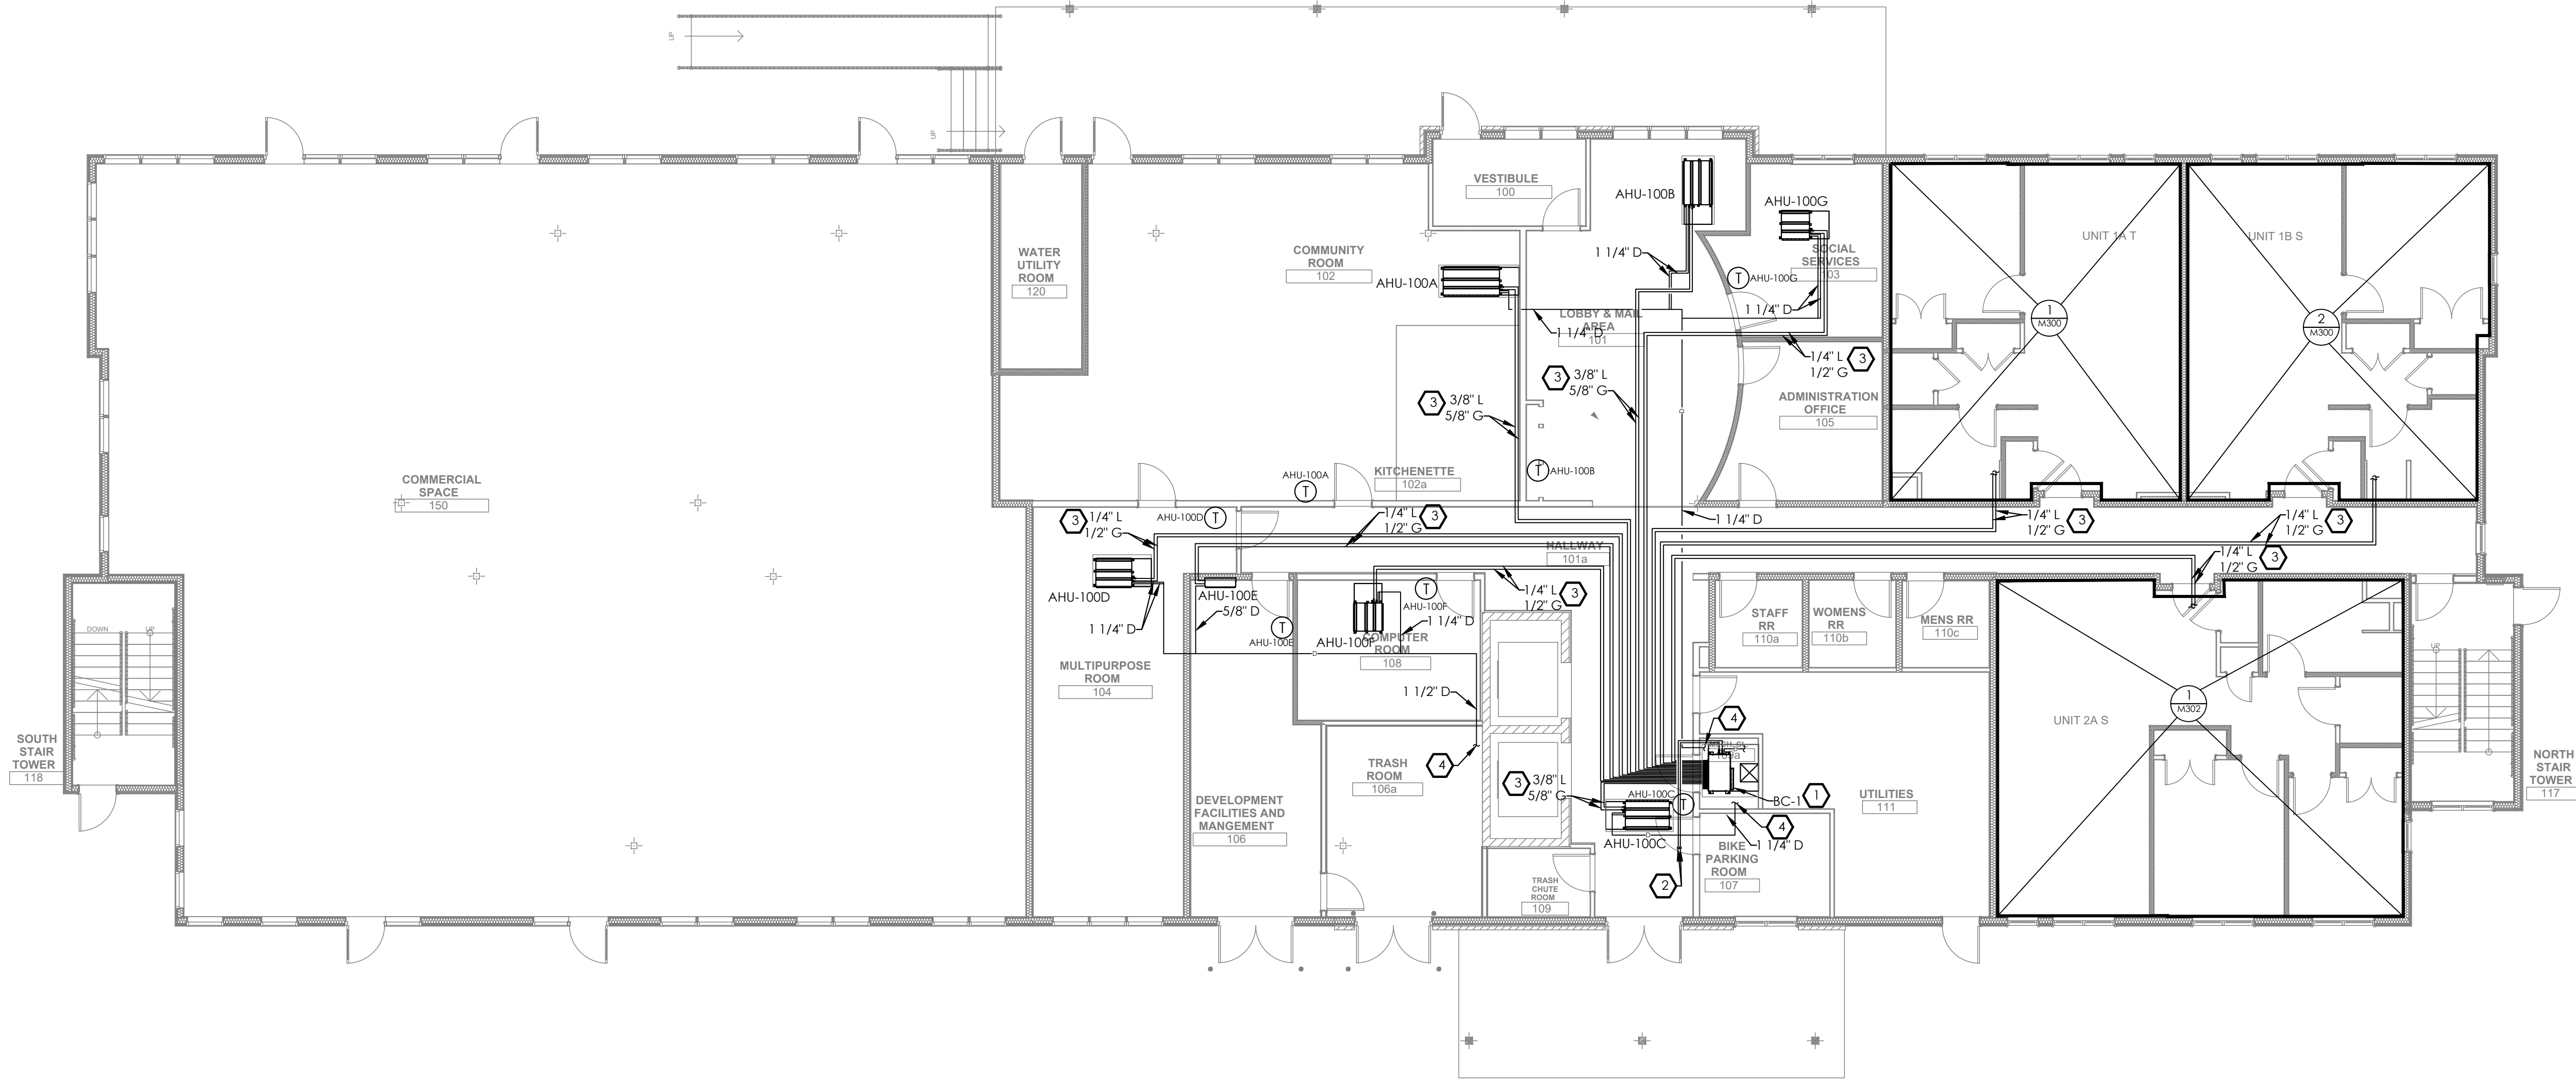 UP
UP
VESTIBULE
100
AHU-100B
AHU-100G
WATER
UTILITY
ROOM
120
COMMUNITY
ROOM
102
AHU-100A
1 1/4" D
SOCIAL
SERVICES
103
T
AHU-100G
1 1/4" D
LOBBY & MAIL
AREA
101
1 1/4" D
UNIT 1A T
1
M300
UNIT 1B S
2
M300
1/4" L
1/2" G
3
3
3/8" L
5/8" G
3
3/8" L
5/8" G
ADMINISTRATION
OFFICE
105
COMMERCIAL
SPACE
150
KITCHENETTE
102a
AHU-100A
T
T
AHU-100B
3
1/4" L
1/2" G
AHU-100D
T
1/4" L
1/2" G
3
1 1/4" D
1/4" L
1/2" G
3
1/4" L
1/2" G
3
1/4" L
1/2" G
3
HALLWAY
101a
AHU-100D
AHU-100E
5/8" D
1 1/4" D
T
AHU-100E
T
AHU-100F
1/4" L
1/2" G
3
1 1/4" D
AHU-100F
COMPUTER
ROOM
108
D
STAFF
RR
110a
WOMENS
RR
110b
MENS RR
110c
DOWN
UP
MULTIPURPOSE
ROOM
104
1 1/2" D
4
UNIT 2A S
1
M302
UP
SOUTH
STAIR
TOWER
118
NORTH
STAIR
TOWER
117
TRASH
ROOM
106a
4
3
3/8" L
5/8" G
AHU-100C
T
BC-1
1
DEVELOPMENT
FACILITIES AND
MANGEMENT
106
UTILITIES
111
D
AHU-100C
4
1 1/4" D
BIKE
PARKING
ROOM
107
2
TRASH
CHUTE
ROOM
109